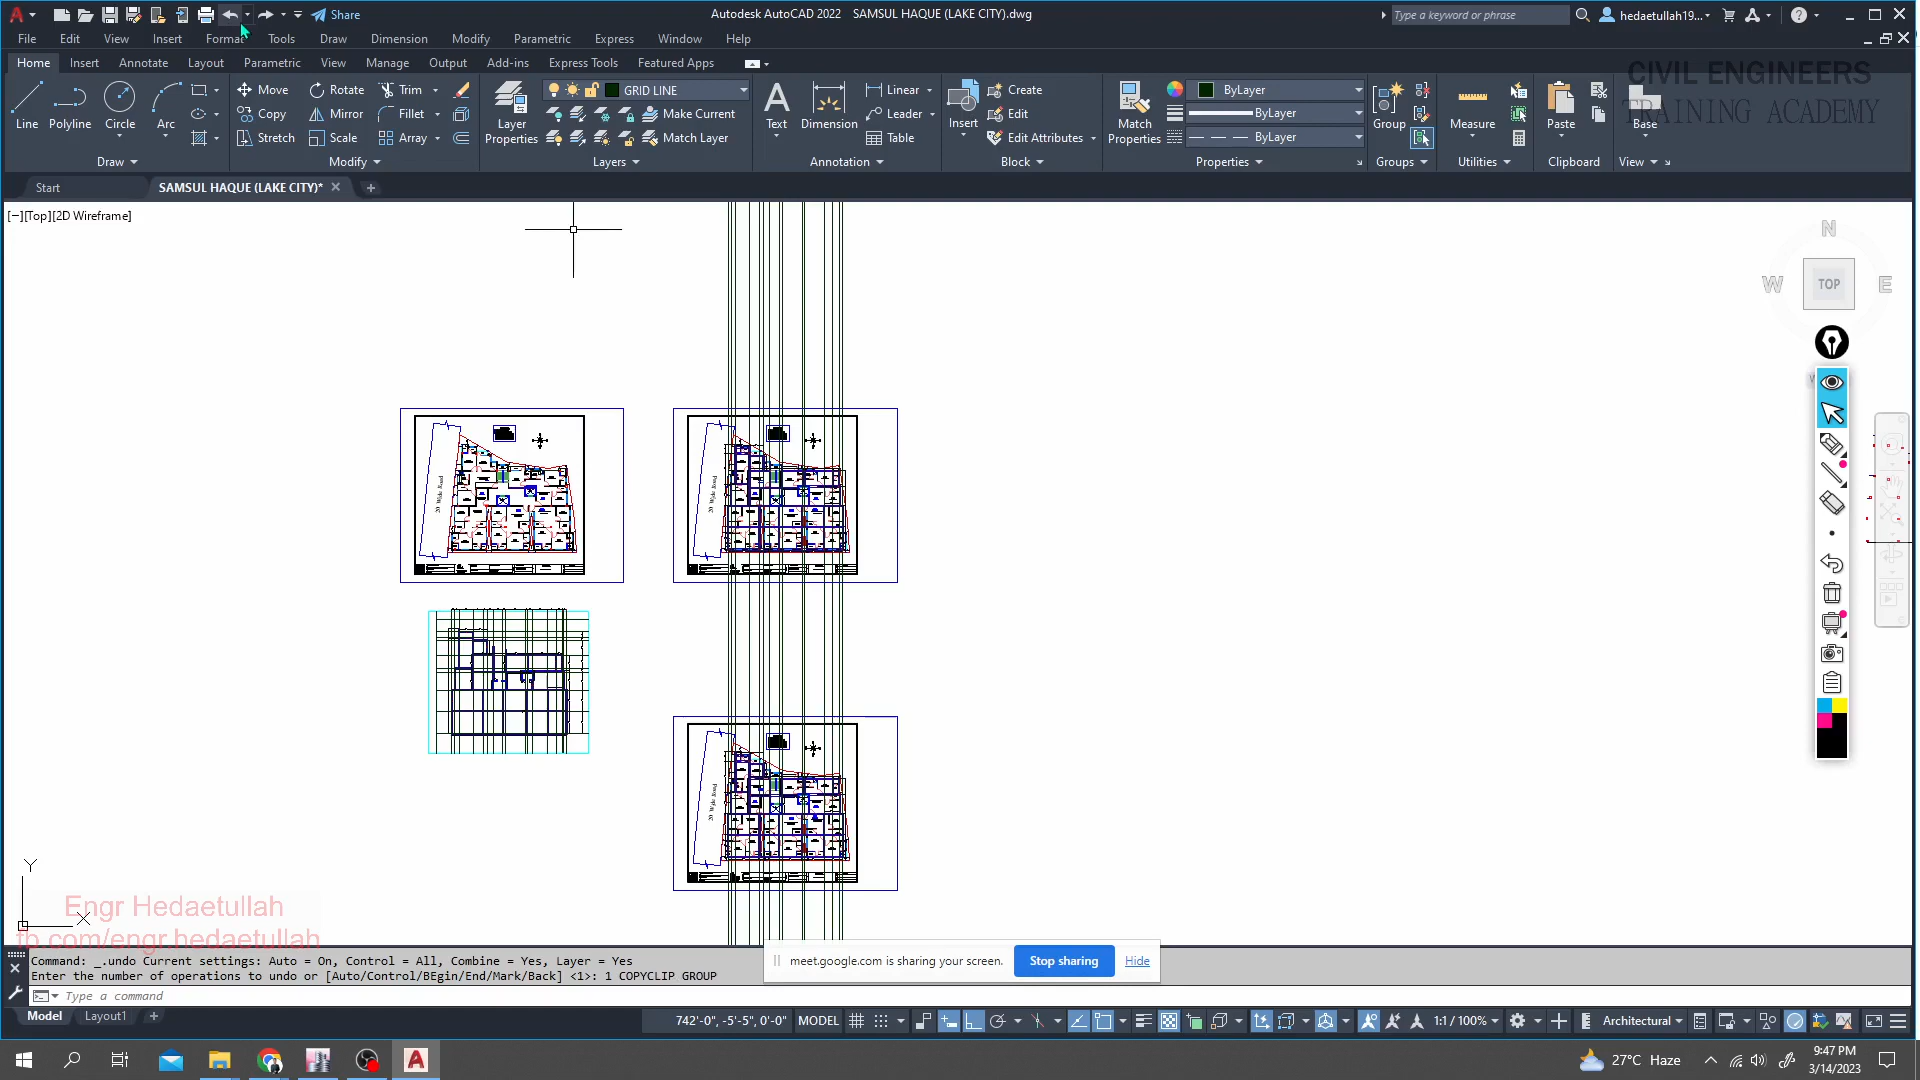 Share
Autodesk AutoCAD 2022 SAMSUL HAQUE (LAKE CITY).dwg
Type a keyword or phrase
hedaetullah19...
File Edit View Insert Format Tools Draw Dimension Modify Parametric Express Window Help
Home Insert Annotate Layout Parametric View Manage Output Add-ins Express Tools Featured Apps
CIVIL ENGINEERS
TRAINING ACADEMY
Line Polyline Circle Arc
Move Rotate Trim
Copy Mirror Fillet
Stretch Scale Array
Layer Properties
GRID LINE
Make Current
Match Layer
Text Dimension
Linear
Leader
Table
Insert
Create
Edit
Edit Attributes
Match Properties
ByLayer
ByLayer
ByLayer
Group
Measure
Paste
Base
Draw Modify Layers Annotation Block Properties Groups Utilities Clipboard View
Start SAMSUL HAQUE (LAKE CITY)*
[−][Top][2D Wireframe]
N
W TOP E
20 Wide Road
20 Wide Road
20 Wide Road
Y
X
Engr Hedaetullah
fb.com/engr.hedaetullah
Command: _.undo Current settings: Auto = On, Control = All, Combine = Yes, Layer = Yes
Enter the number of operations to undo or [Auto/Control/BEgin/End/Mark/Back] <1>: 1 COPYCLIP GROUP
meet.google.com is sharing your screen. Stop sharing Hide
Type a command
Model Layout1
742'-0", -5'-5", 0'-0" MODEL 1:1 / 100% Architectural
27°C Haze
9:47 PM
3/14/2023